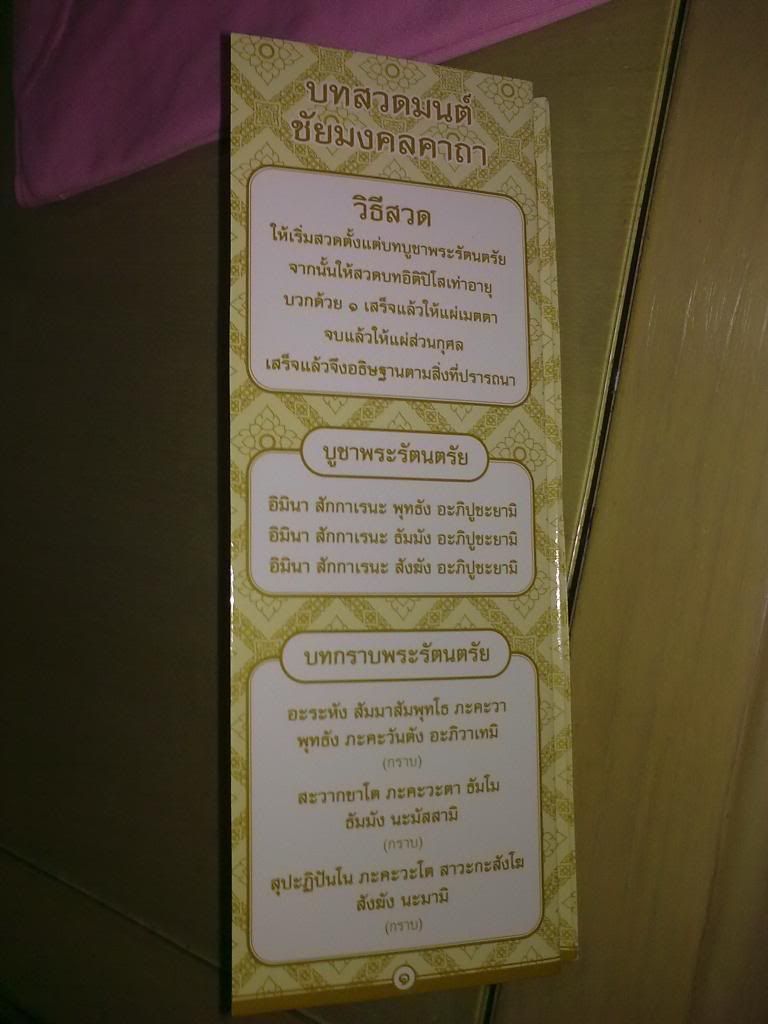 บทสวดมนต์
ชัยมงคลคาถา
วิธีสวด
ให้เริ่มสวดตั้งแต่บทบูชาพระรัตนตรัย
จากนั้นให้สวดบทอิติปิโสเท่าอายุ
บวกด้วย ๑ เสร็จแล้วให้แผ่เมตตา
จบแล้วให้แผ่ส่วนกุศล
เสร็จแล้วจึงอธิษฐานตามสิ่งที่ปรารถนา
บูชาพระรัตนตรัย
อิมินา สักกาเรนะ พุทธัง อะภิปูชะยามิ
อิมินา สักกาเรนะ ธัมมัง อะภิปูชะยามิ
อิมินา สักกาเรนะ สังฆัง อะภิปูชะยามิ
บทกราบพระรัตนตรัย
อะระหัง สัมมาสัมพุทโธ ภะคะวา
พุทธัง ภะคะวันตัง อะภิวาเทมิ
(กราบ)
สะวากขาโต ภะคะวะตา ธัมโม
ธัมมัง นะมัสสามิ
(กราบ)
สุปะฏิปันโน ภะคะวะโต สาวะกะสังโฆ
สังฆัง นะมามิ
(กราบ)
๑